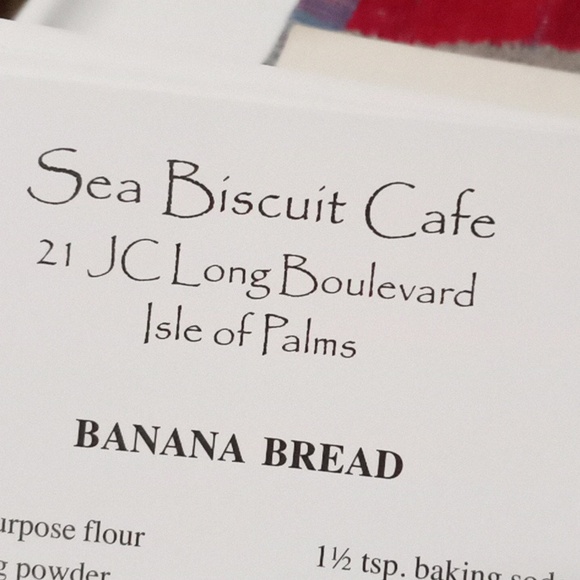 Sea Biscuit Cafe
21 JC Long Boulevard
Isle of Palms
BANANA BREAD
flour
powder
1½ tsp. baking